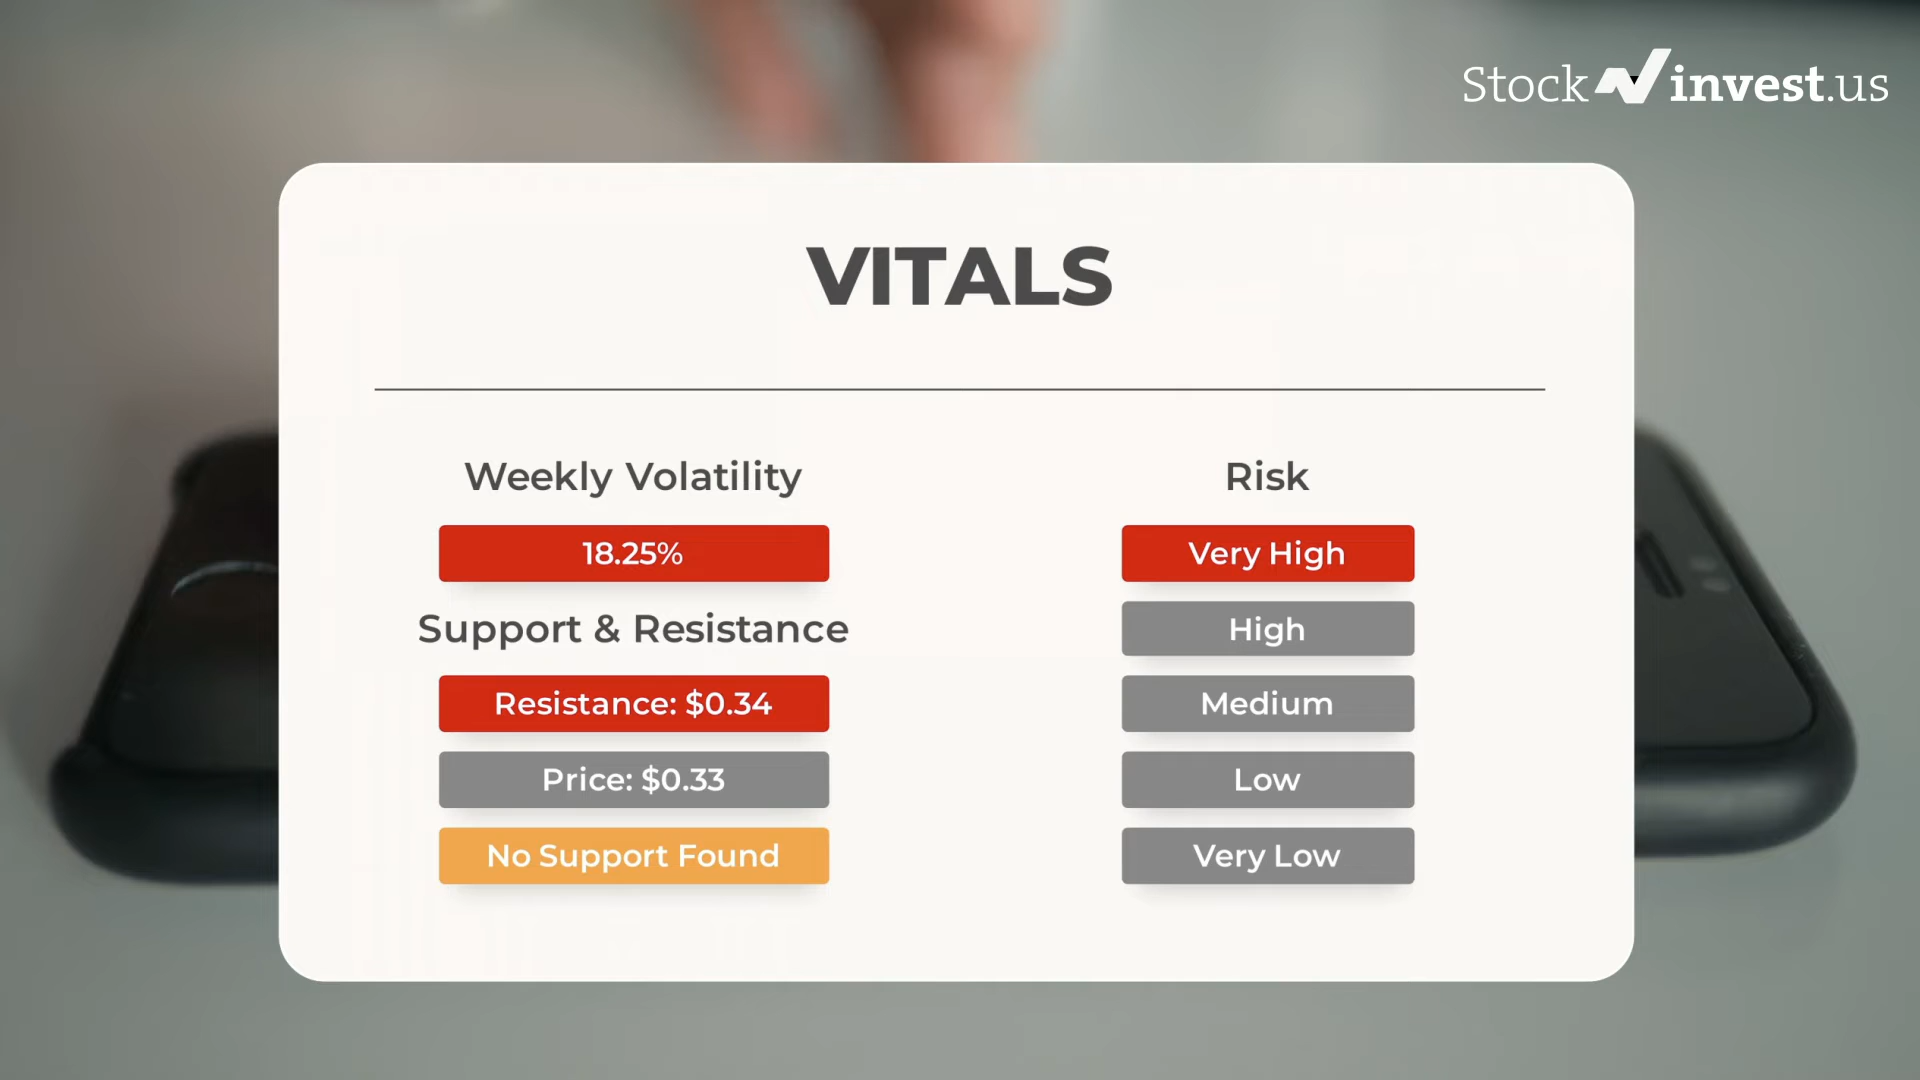 Stock invest.us
VITALS
Weekly Volatility
18.25%
Support & Resistance
Resistance: $0.34
Price: $0.33
No Support Found
Risk
Very High
High
Medium
Low
Very Low